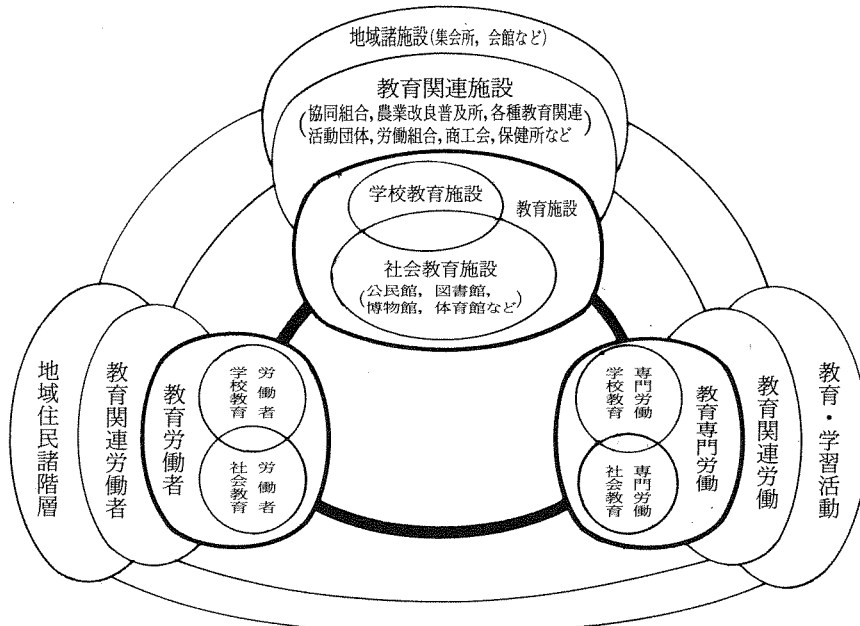 地域諸施設(集会所，会館など)
教育関連施設
(協同組合，農業改良普及所，各種教育関連
活動団体，労働組合，商工会，保健所など)
学校教育施設
教育施設
社会教育施設
(公民館，図書館，
博物館，体育館など)
地域住民諸階層
教育関連労働者
教育労働者
学校教育
労働者
社会教育
労働者
学校教育
専門労働
社会教育
専門労働
教育専門労働
教育関連労働
教育・学習活動